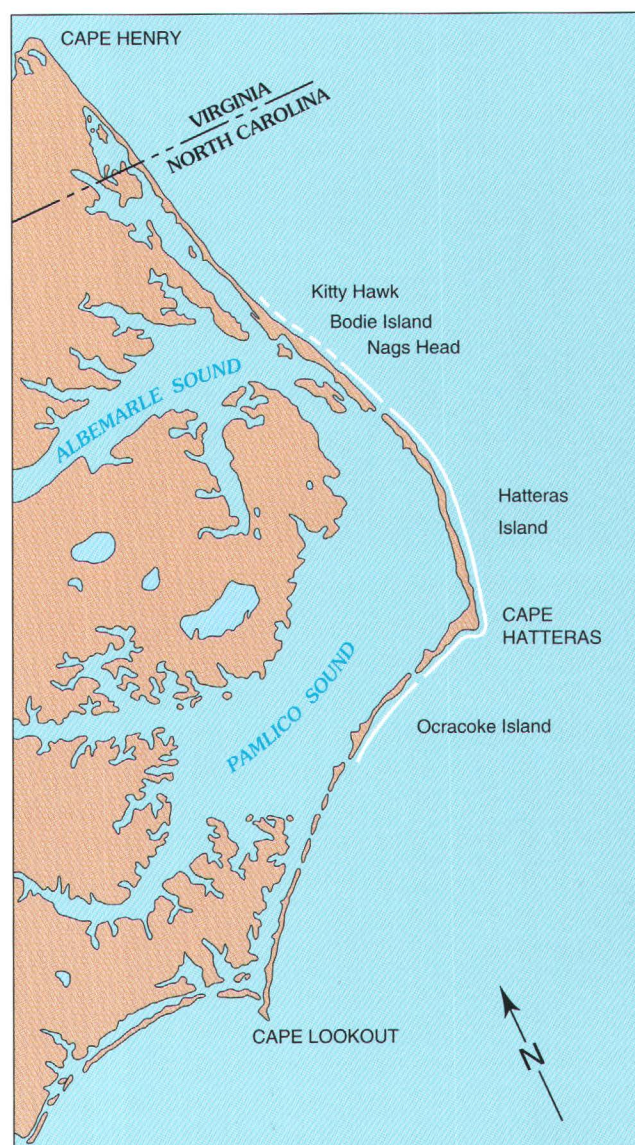 CAPE HENRY
VIRGINIA
NORTH CAROLINA
Kitty Hawk
Bodie Island
Nags Head
ALBEMARLE SOUND
Hatteras
Island
CAPE
HATTERAS
PAMLICO SOUND
Ocracoke Island
CAPE LOOKOUT
N